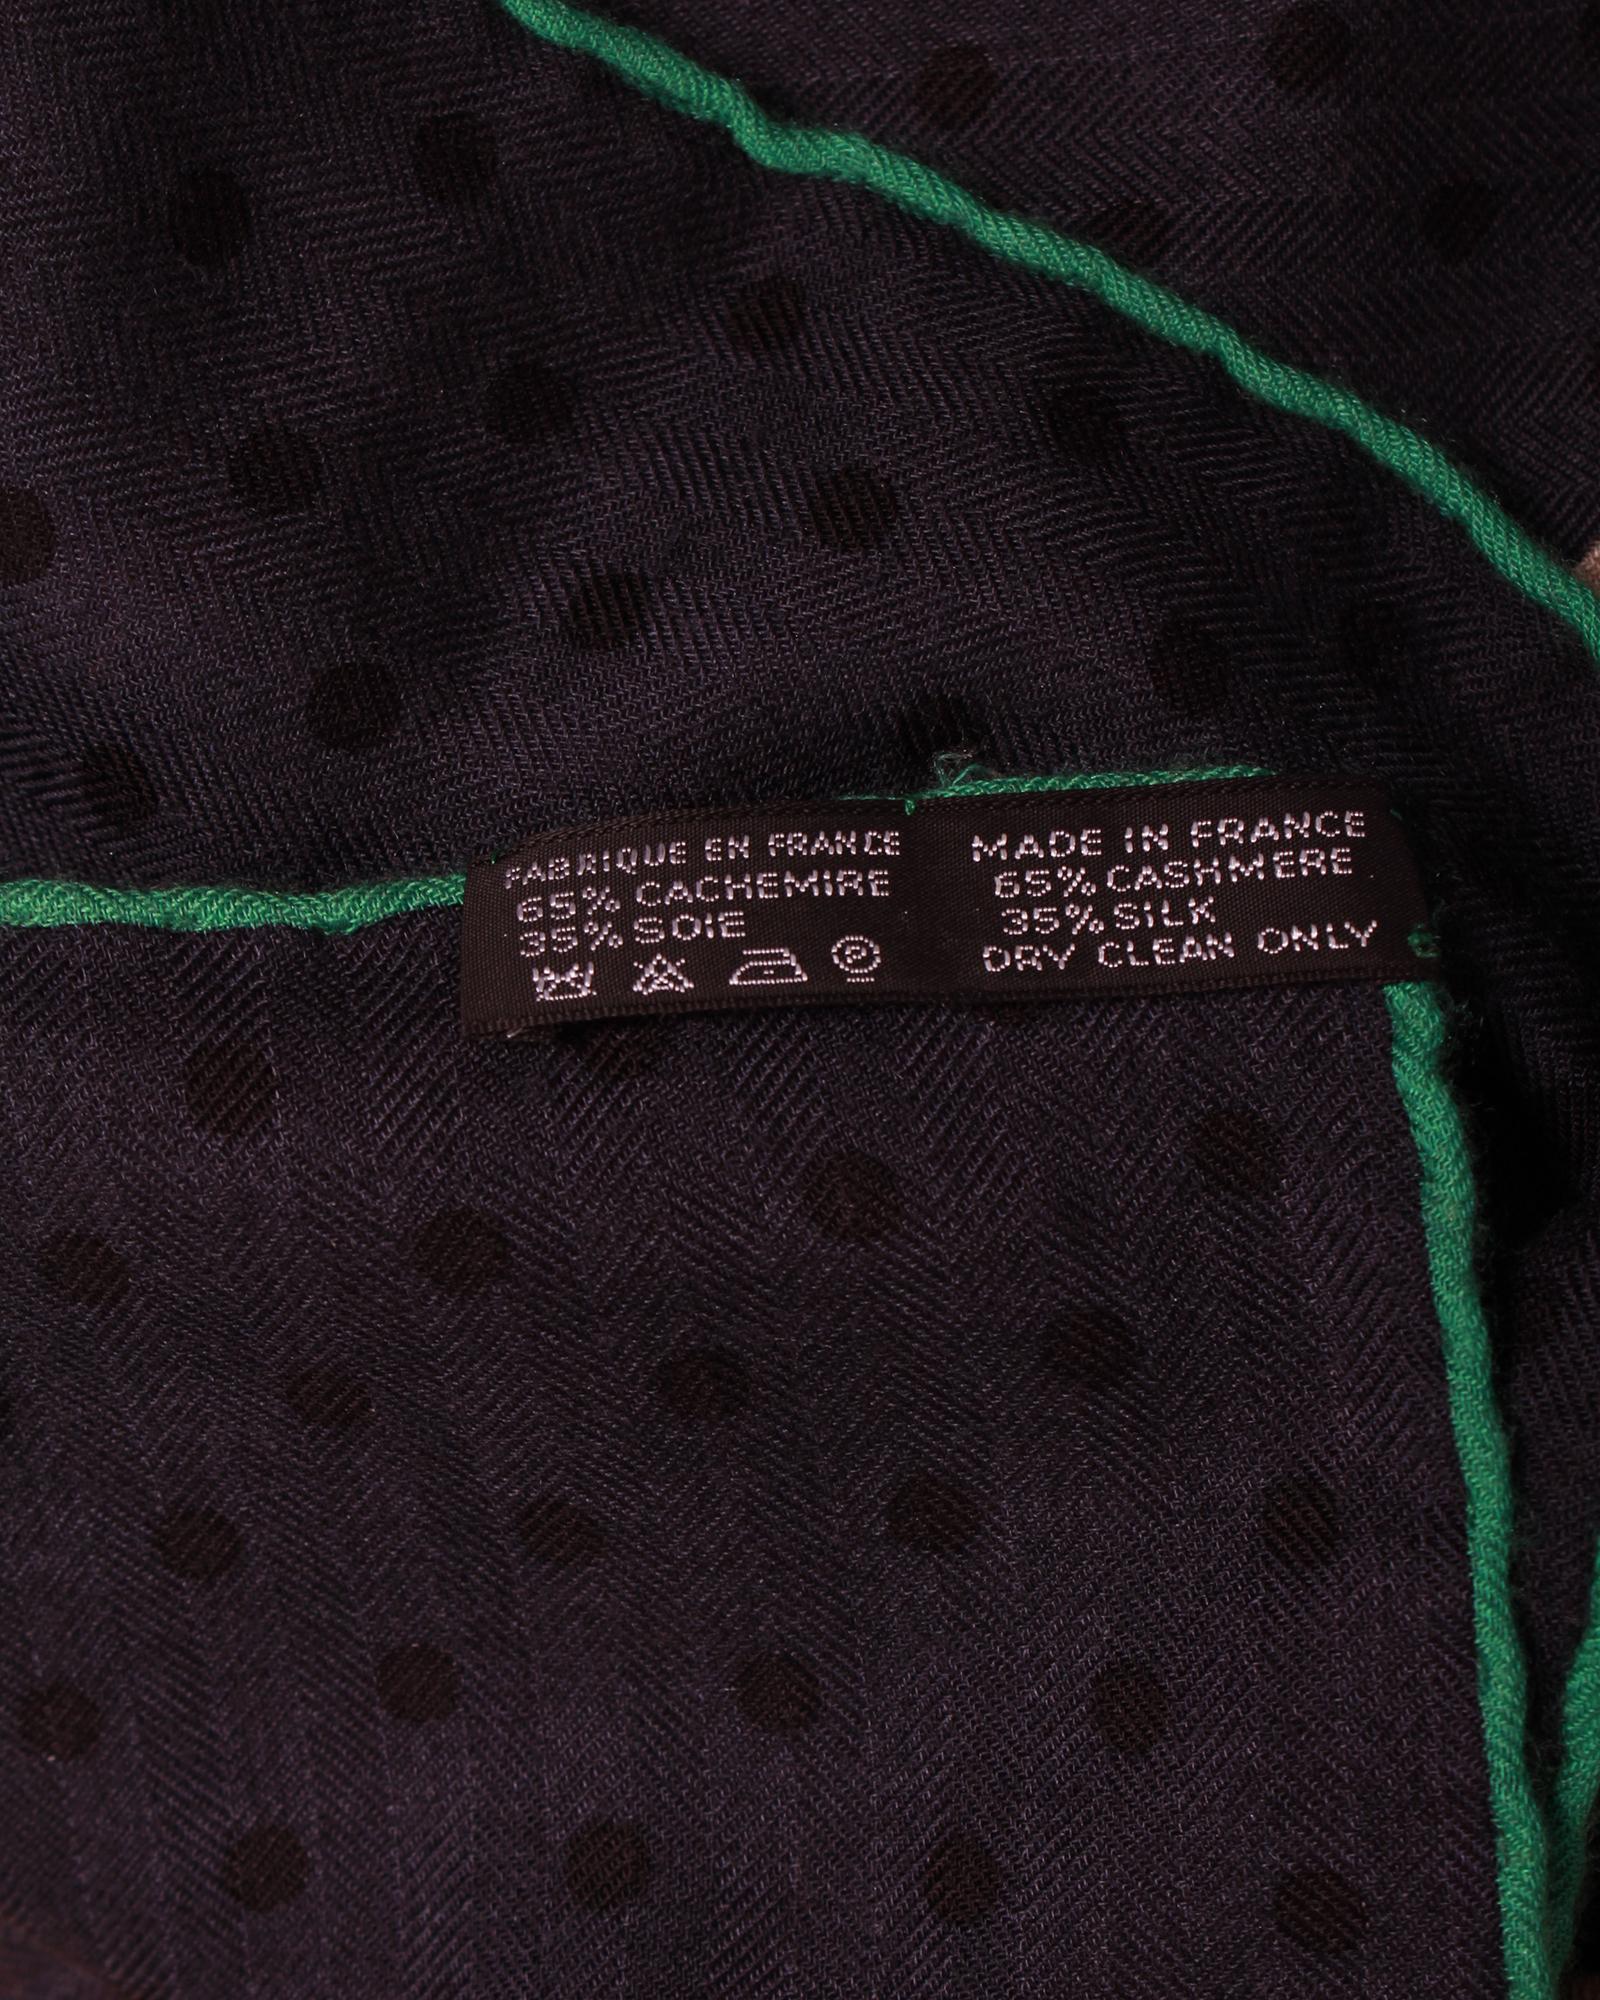 FABRIQUE EN FRANCE
65% CACHEMIRE
35% SOIE
P
MADE IN FRANCE
65% CASHMERE
35% SILK
DRY CLEAN ONLY